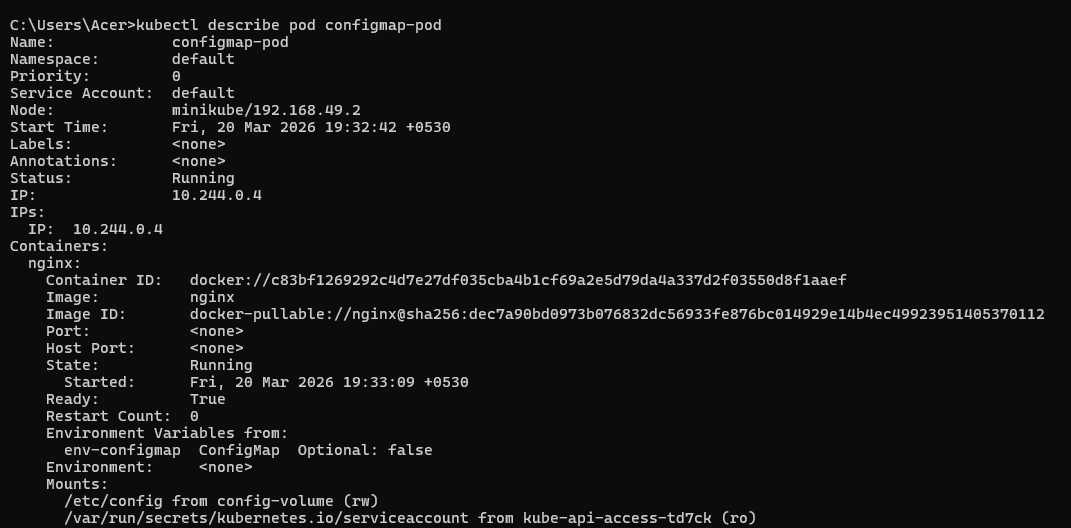 C:\Users\Acer>kubectl describe pod configmap-pod
Name:             configmap-pod
Namespace:        default
Priority:         0
Service Account:  default
Node:             minikube/192.168.49.2
Start Time:       Fri, 20 Mar 2026 19:32:42 +0530
Labels:           <none>
Annotations:      <none>
Status:           Running
IP:               10.244.0.4
IPs:
  IP:  10.244.0.4
Containers:
  nginx:
    Container ID:   docker://c83bf1269292c4d7e27df035cba4b1cf69a2e5d79da4a337d2f03550d8f1aaef
    Image:          nginx
    Image ID:       docker-pullable://nginx@sha256:dec7a90bd0973b076832dc56933fe876bc014929e14b4ec49923951405370112
    Port:           <none>
    Host Port:      <none>
    State:          Running
      Started:      Fri, 20 Mar 2026 19:33:09 +0530
    Ready:          True
    Restart Count:  0
    Environment Variables from:
      env-configmap  ConfigMap  Optional: false
    Environment:     <none>
    Mounts:
      /etc/config from config-volume (rw)
      /var/run/secrets/kubernetes.io/serviceaccount from kube-api-access-td7ck (ro)